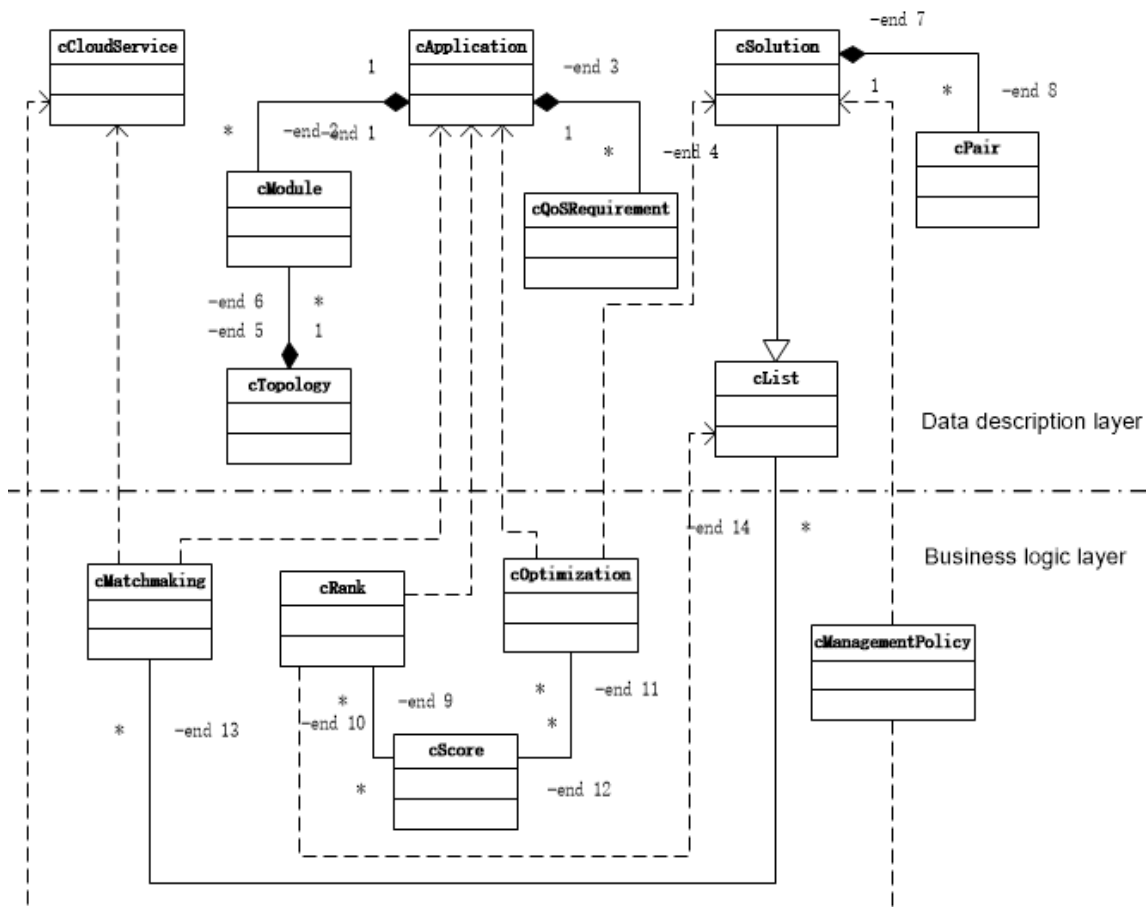 -end 7
cCloudService
cApplication
cSolution
1
-end 3
1
*
-end 8
*
-end 2
-end 1
1
*
-end 4
cPair
cModule
cQoSRequirement
-end 6
*
-end 5
1
cTopology
cList
Data description layer
-end 14
*
Business logic layer
cMatchmaking
cRank
cOptimization
cManagementPolicy
*
-end 9
*
-end 11
*
-end 13
-end 10
*
cScore
*
-end 12